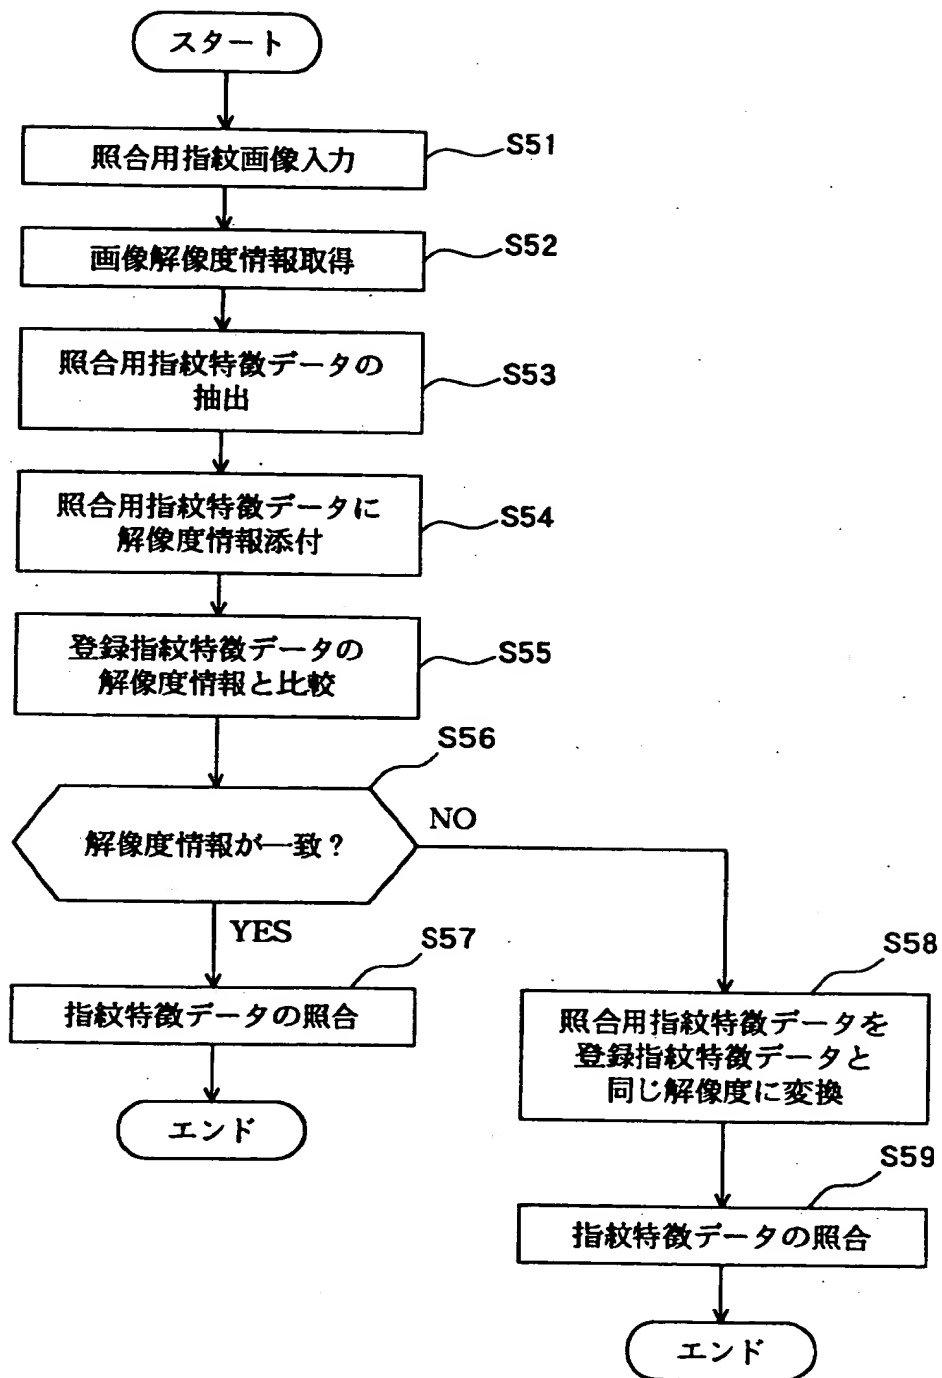 スタート
照合用指紋画像入力
S51
画像解像度情報取得
S52
照合用指紋特徴データの
抽出
S53
照合用指紋特徴データに
解像度情報添付
S54
登録指紋特徴データの
解像度情報と比較
S55
S56
解像度情報が一致？
NO
YES
S57
指紋特徴データの照合
エンド
S58
照合用指紋特徴データを
登録指紋特徴データと
同じ解像度に変換
S59
指紋特徴データの照合
エンド